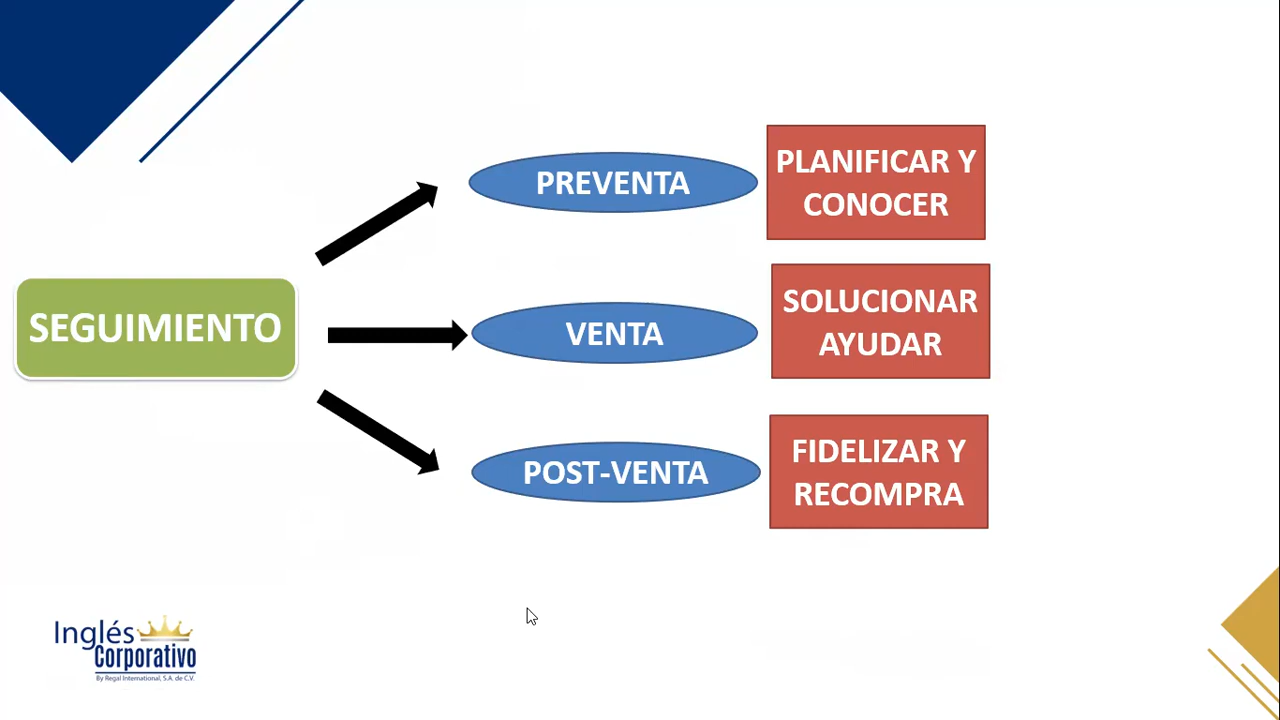 PREVENTA
PLANIFICAR Y
CONOCER
SEGUIMIENTO
VENTA
SOLUCIONAR
AYUDAR
POST-VENTA
FIDELIZAR Y
RECOMPRA
Inglés
Corporativo
By Regal International, S.A. de C.V.